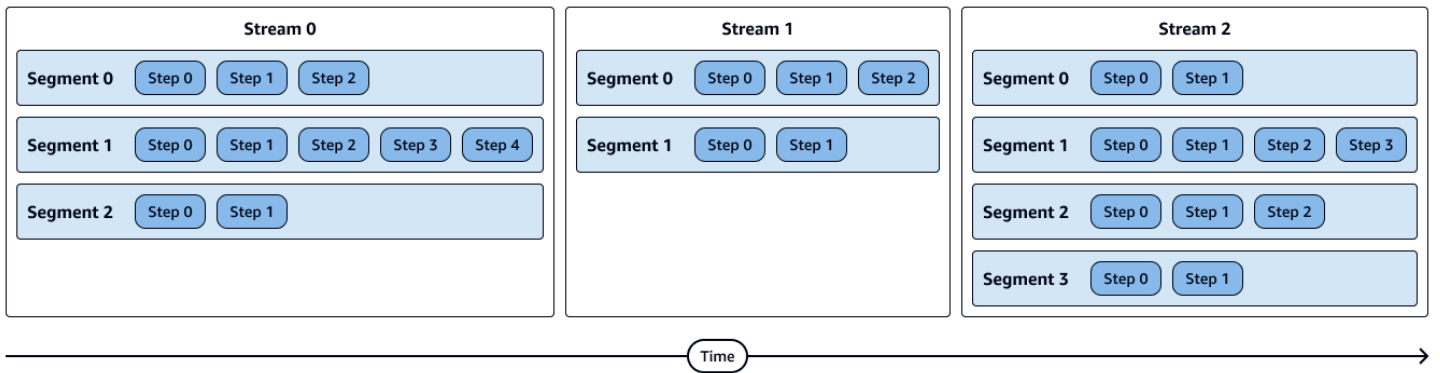 Stream 0
Segment 0 Step 0 Step 1 Step 2
Segment 1 Step 0 Step 1 Step 2 Step 3 Step 4
Segment 2 Step 0 Step 1
Stream 1
Segment 0 Step 0 Step 1 Step 2
Segment 1 Step 0 Step 1
Stream 2
Segment 0 Step 0 Step 1
Segment 1 Step 0 Step 1 Step 2 Step 3
Segment 2 Step 0 Step 1 Step 2
Segment 3 Step 0 Step 1
Time